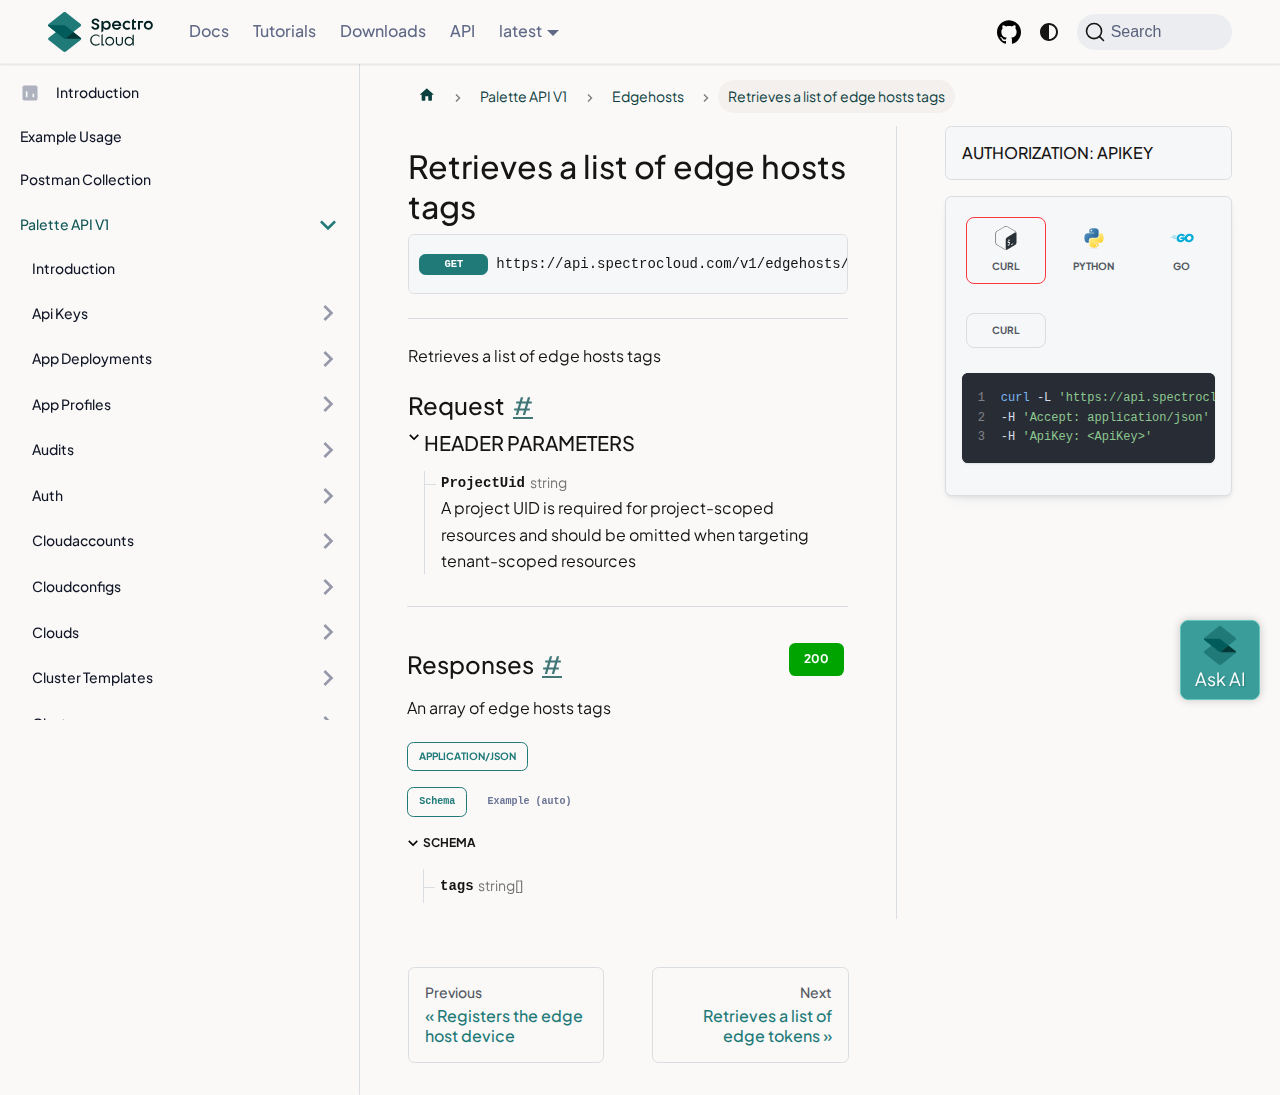 Spectro
Cloud
Docs
Tutorials
Downloads
API
latest
Search
Introduction
Example Usage
Postman Collection
Palette API V1
Introduction
Api Keys
App Deployments
App Profiles
Audits
Auth
Cloudaccounts
Cloudconfigs
Clouds
Cluster Templates
Palette API V1
Edgehosts
Retrieves a list of edge hosts tags
Retrieves a list of edge hosts
tags
GET https://api.spectrocloud.com/v1/edgehosts/
Retrieves a list of edge hosts tags
Request #
HEADER PARAMETERS
ProjectUid string
A project UID is required for project-scoped
resources and should be omitted when targeting
tenant-scoped resources
Responses #
200
An array of edge hosts tags
APPLICATION/JSON
Schema
Example (auto)
SCHEMA
tags string[]
Previous
« Registers the edge
host device
Next
Retrieves a list of
edge tokens »
AUTHORIZATION: APIKEY
CURL
PYTHON
GO
CURL
1 curl -L 'https://api.spectrocl
2 -H 'Accept: application/json'
3 -H 'ApiKey: <ApiKey>'
Ask AI